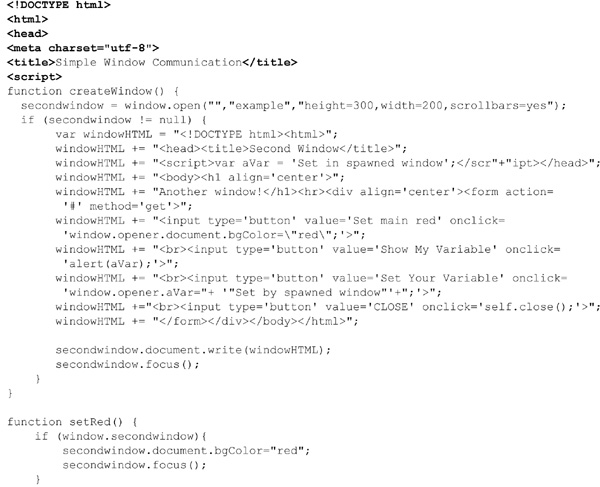 <!DOCTYPE html>
<html>
<head>
<meta charset="utf-8">
<title>Simple Window Communication</title>
<script>
function createWindow() {
  secondwindow = window.open("","example","height=300,width=200,scrollbars=yes");
  if (secondwindow != null) {
       var windowHTML = "<!DOCTYPE html><html>";
       windowHTML += "<head><title>Second Window</title>";
       windowHTML += "<script>var aVar = 'Set in spawned window';</scr"+"ipt></head>";
       windowHTML += "<body><h1 align='center'>";
       windowHTML += "Another window!</h1><hr><div align='center'><form action=
        '#' method='get'>";
       windowHTML += "<input type='button' value='Set main red' onclick=
        'window.opener.document.bgColor=\"red\";'>";
       windowHTML += "<br><input type='button' value='Show My Variable' onclick=
        'alert(aVar);'>";
       windowHTML += "<br><input type='button' value='Set Your Variable' onclick=
        'window.opener.aVar="+ '"Set by spawned window"'+";'>";
       windowHTML +="<br><input type='button' value='CLOSE' onclick='self.close();'>";
       windowHTML += "</form></div></body></html>";

       secondwindow.document.write(windowHTML);
       secondwindow.focus();
    }
}

function setRed() {
    if (window.secondwindow){
        secondwindow.document.bgColor="red";
        secondwindow.focus();
    }